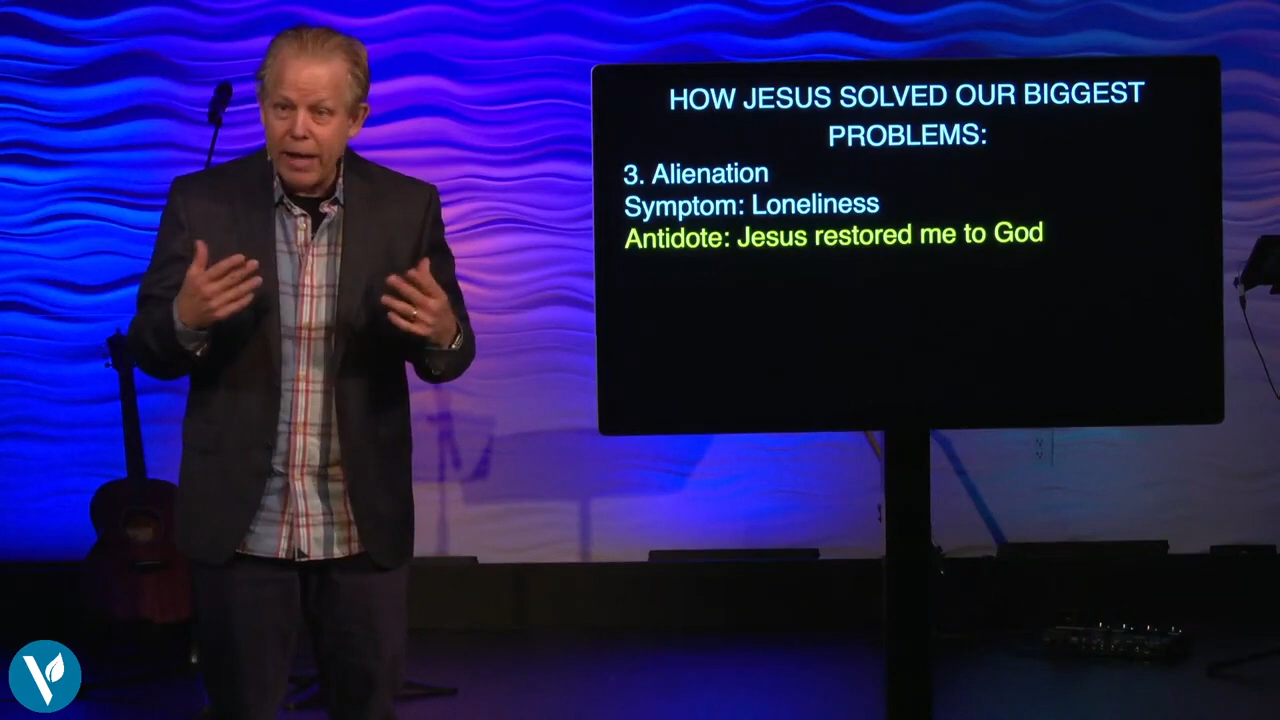 HOW JESUS SOLVED OUR BIGGEST
PROBLEMS:
3. Alienation
Symptom: Loneliness
Antidote: Jesus restored me to God
V